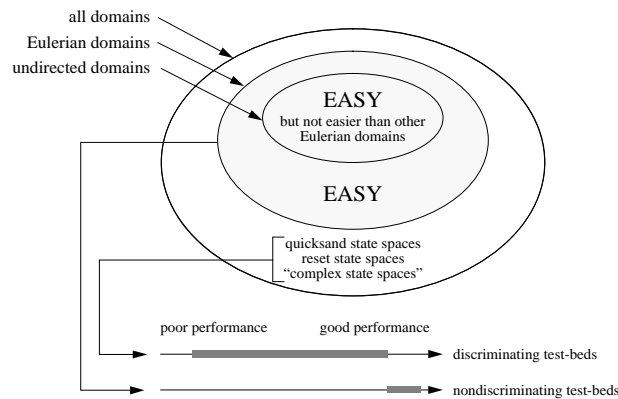 all domains
Eulerian domains
undirected domains
EASY
but not easier than other
Eulerian domains
EASY
quicksand state spaces
reset state spaces
“complex state spaces”
poor performance
good performance
discriminating test-beds
nondiscriminating test-beds